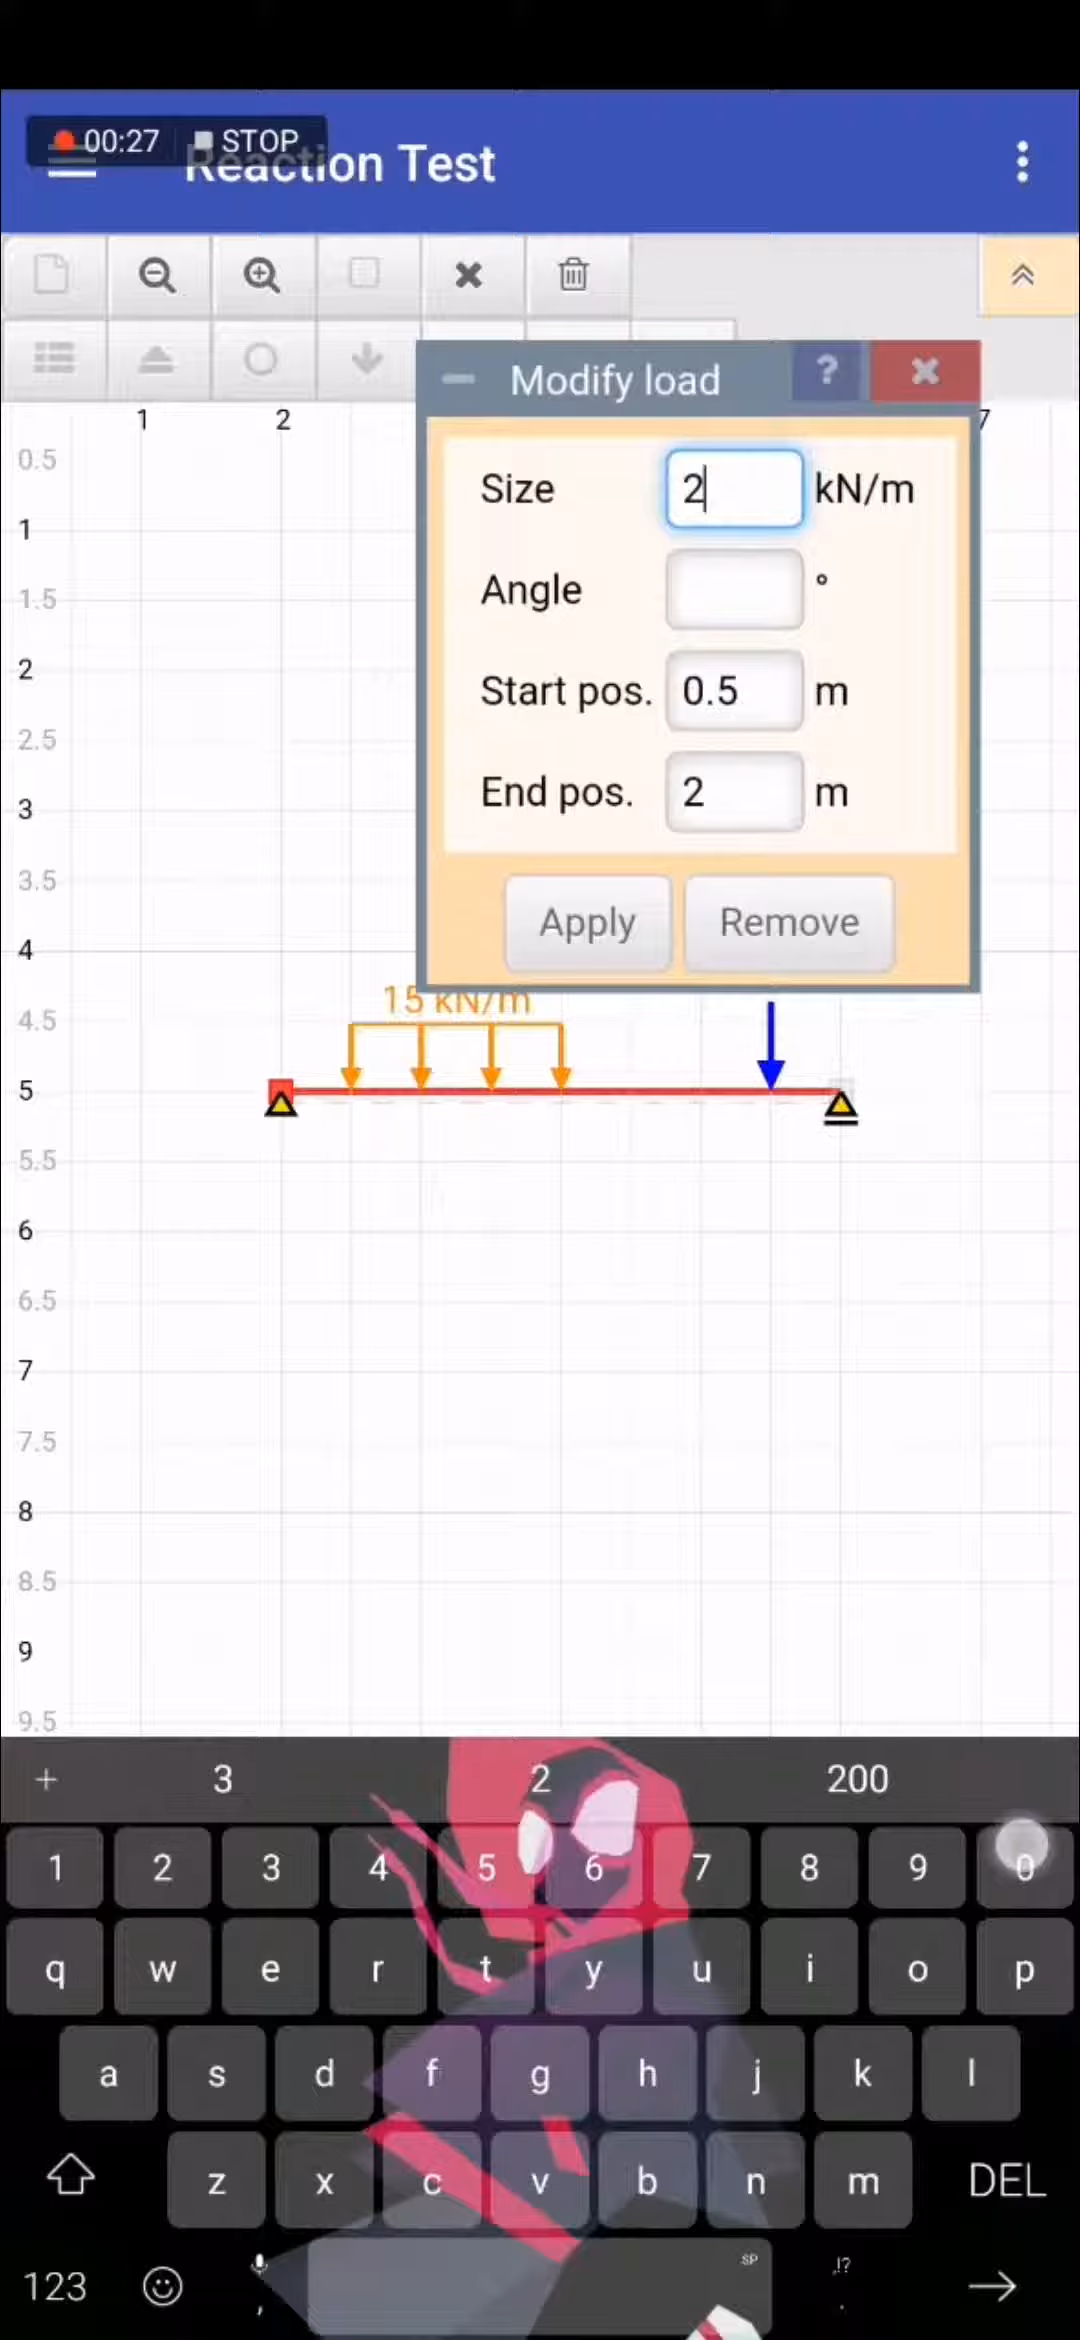 00:27 STOP
Reaction Test
Modify load ?
1 2 7
Size 2 kN/m
Angle °
Start pos. 0.5 m
End pos. 2 m
Apply Remove
0.5
1
1.5
2
2.5
3
3.5
4
4.5
5
5.5
6
6.5
7
7.5
8
8.5
9
9.5
15 kN/m
+ 3 2 200
1 2 3 4 5 6 7 8 9 0
q w e r t y u i o p
a s d f g h j k l
z x c v b n m DEL
123 , SP ,!? .